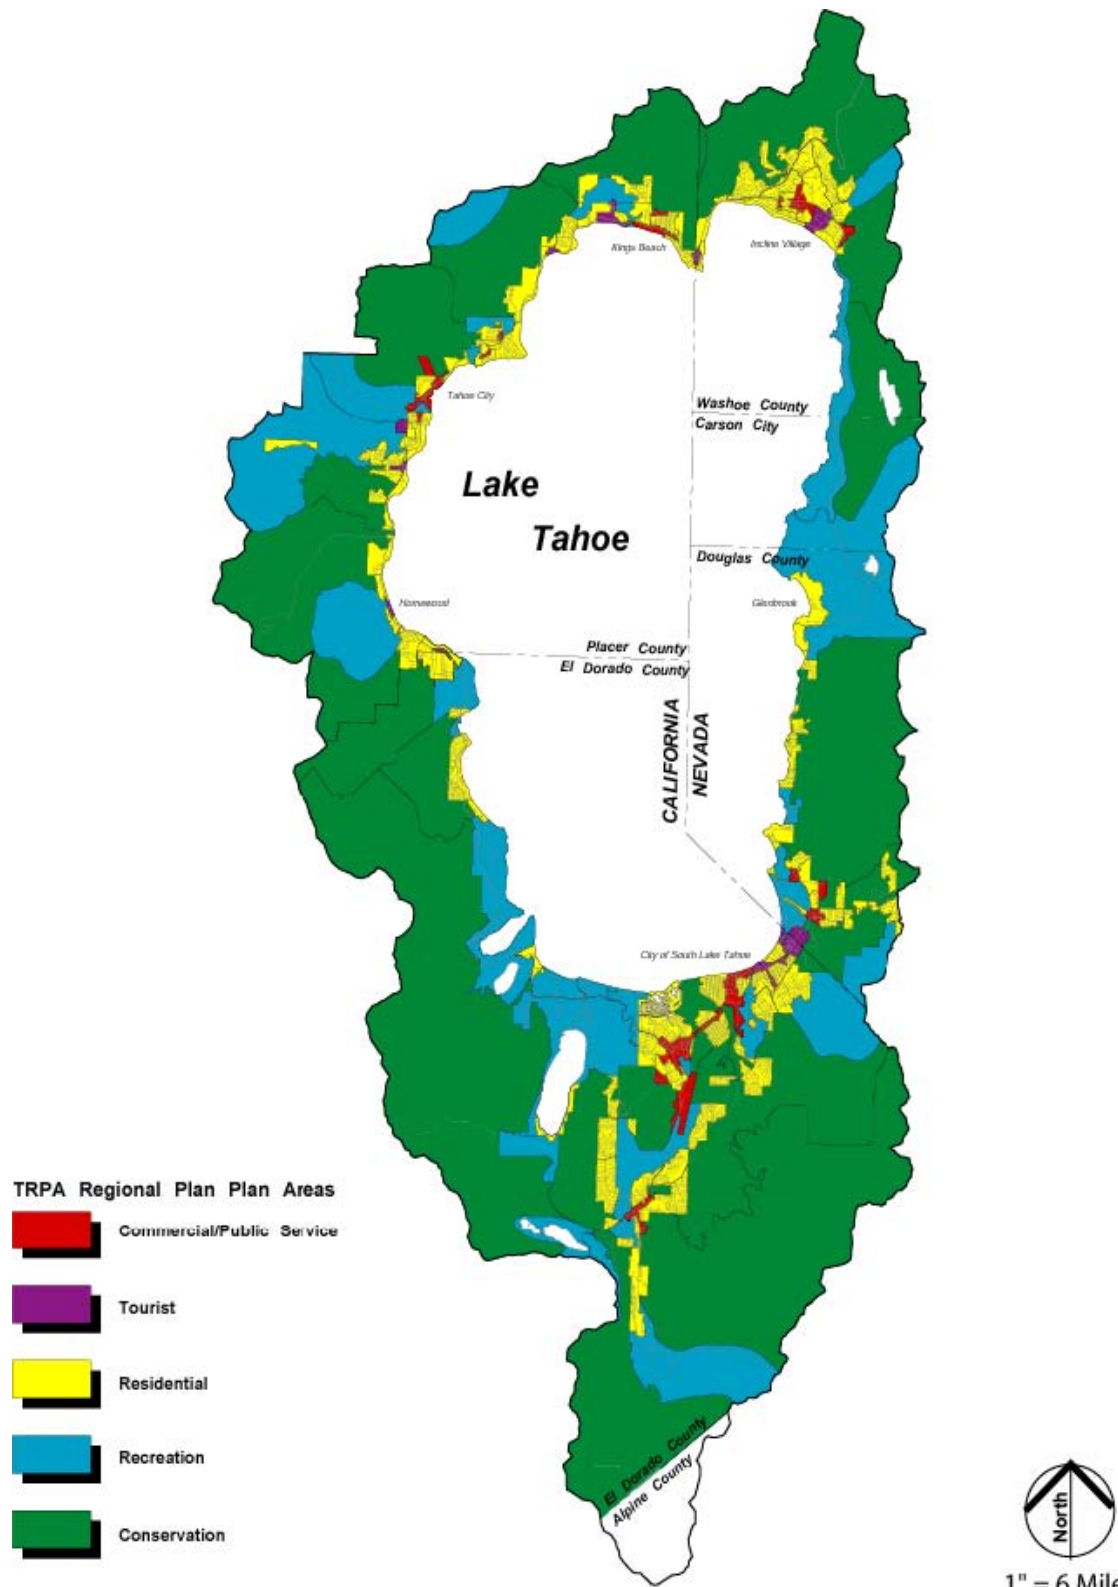 Kings Beach
Incline Village
Tahoe City
Washoe County
Carson City
Lake
Tahoe
Douglas County
Homewood
Glenbrook
Placer County
El Dorado County
CALIFORNIA
NEVADA
City of South Lake Tahoe
TRPA Regional Plan Plan Areas
Commercial/Public Service
Tourist
Residential
Recreation
Conservation
El Dorado County
Alpine County
North
1" = 6 Mile